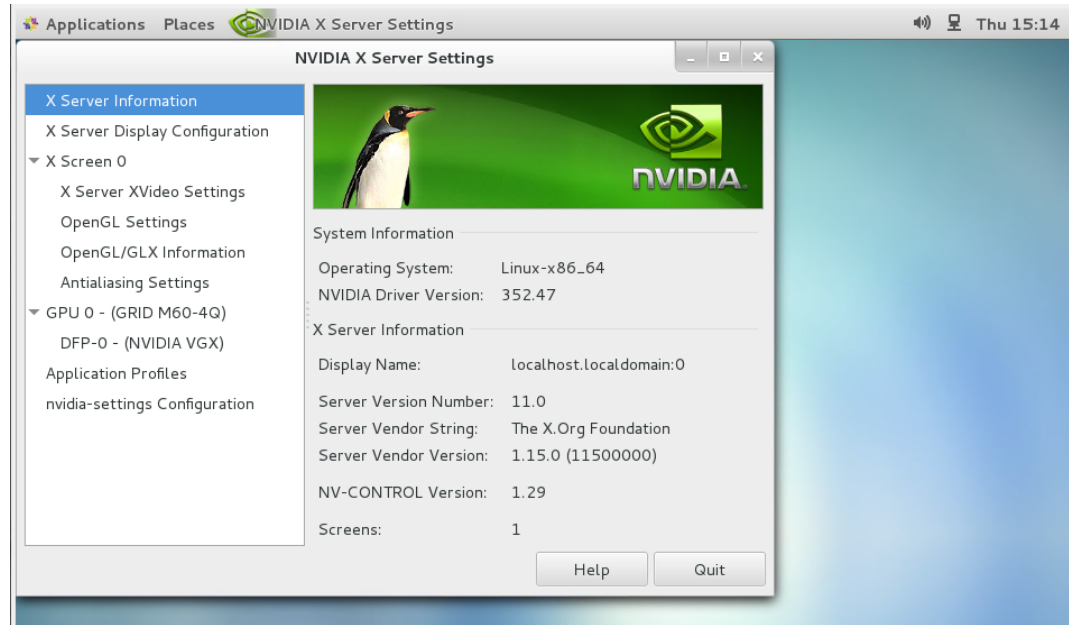 Applications Places NVIDIA X Server Settings Thu 15:14
NVIDIA X Server Settings
X Server Information
X Server Display Configuration
X Screen 0
X Server XVideo Settings
OpenGL Settings
OpenGL/GLX Information
Antialiasing Settings
GPU 0 - (GRID M60-4Q)
DFP-0 - (NVIDIA VGX)
Application Profiles
nvidia-settings Configuration
NVIDIA.
System Information
Operating System: Linux-x86_64
NVIDIA Driver Version: 352.47
X Server Information
Display Name: localhost.localdomain:0
Server Version Number: 11.0
Server Vendor String: The X.Org Foundation
Server Vendor Version: 1.15.0 (11500000)
NV-CONTROL Version: 1.29
Screens: 1
Help Quit